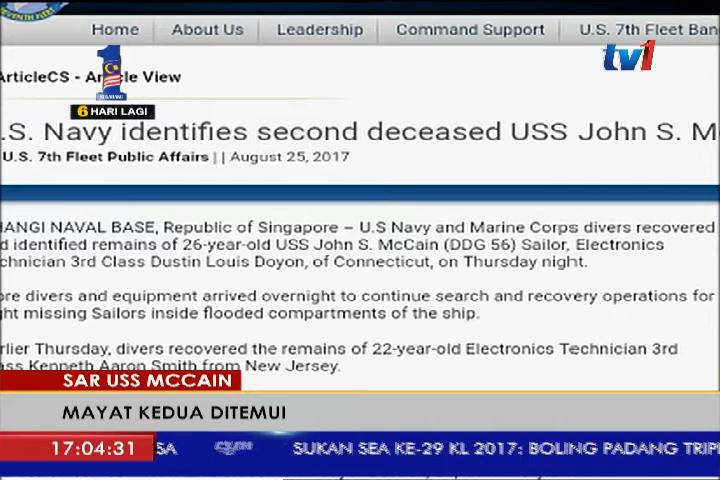 Home About Us Leadership Command Support U.S. 7th Fleet Ban
tv1
ArticleCS - Article View
6 HARI LAGI
.S. Navy identifies second deceased USS John S. M
U.S. 7th Fleet Public Affairs | | August 25, 2017
HANGI NAVAL BASE, Republic of Singapore – U.S Navy and Marine Corps divers recovered
d identified remains of 26-year-old USS John S. McCain (DDG 56) Sailor, Electronics
chnician 3rd Class Dustin Louis Doyon, of Connecticut, on Thursday night.
ore divers and equipment arrived overnight to continue search and recovery operations for
ght missing Sailors inside flooded compartments of the ship.
rlier Thursday, divers recovered the remains of 22-year-old Electronics Technician 3rd
ass Kenneth Aaron Smith from New Jersey.
SAR USS MCCAIN
MAYAT KEDUA DITEMUI
17:04:31 SA SUKAN SEA KE-29 KL 2017: BOLING PADANG TRIPL